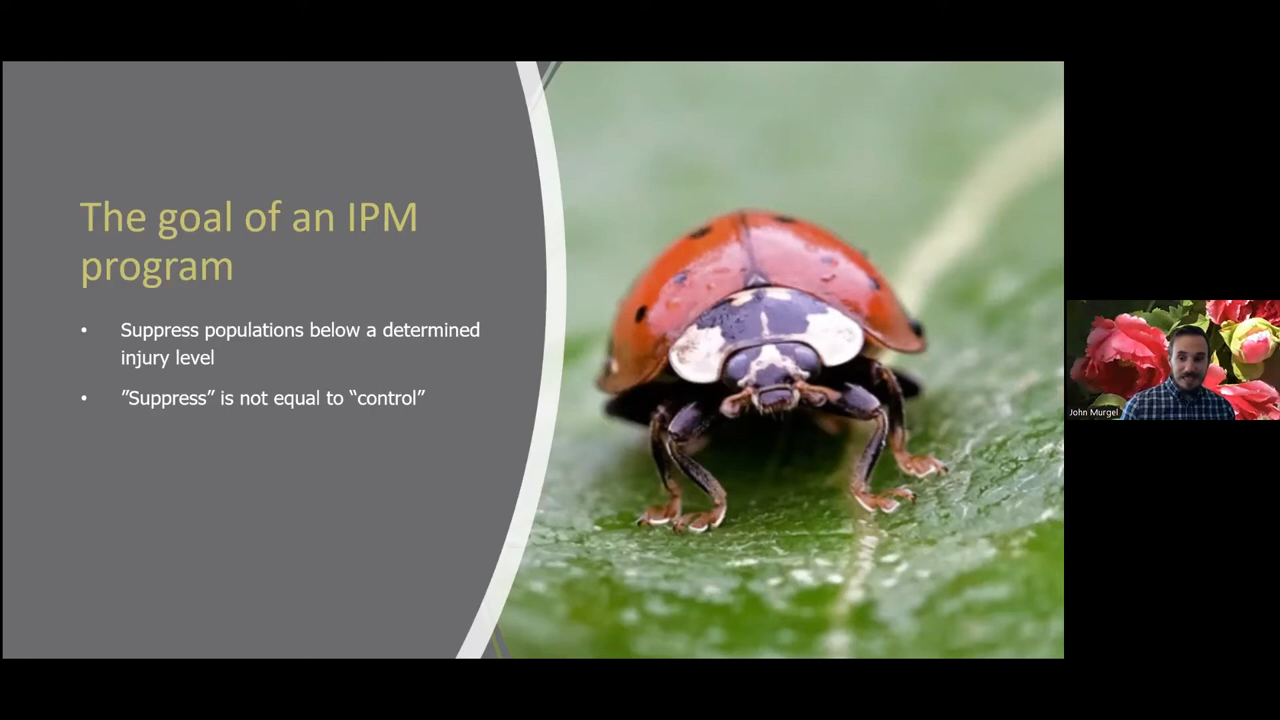 The goal of an IPM
program
• Suppress populations below a determined
injury level
• ”Suppress” is not equal to “control”
John Murgel